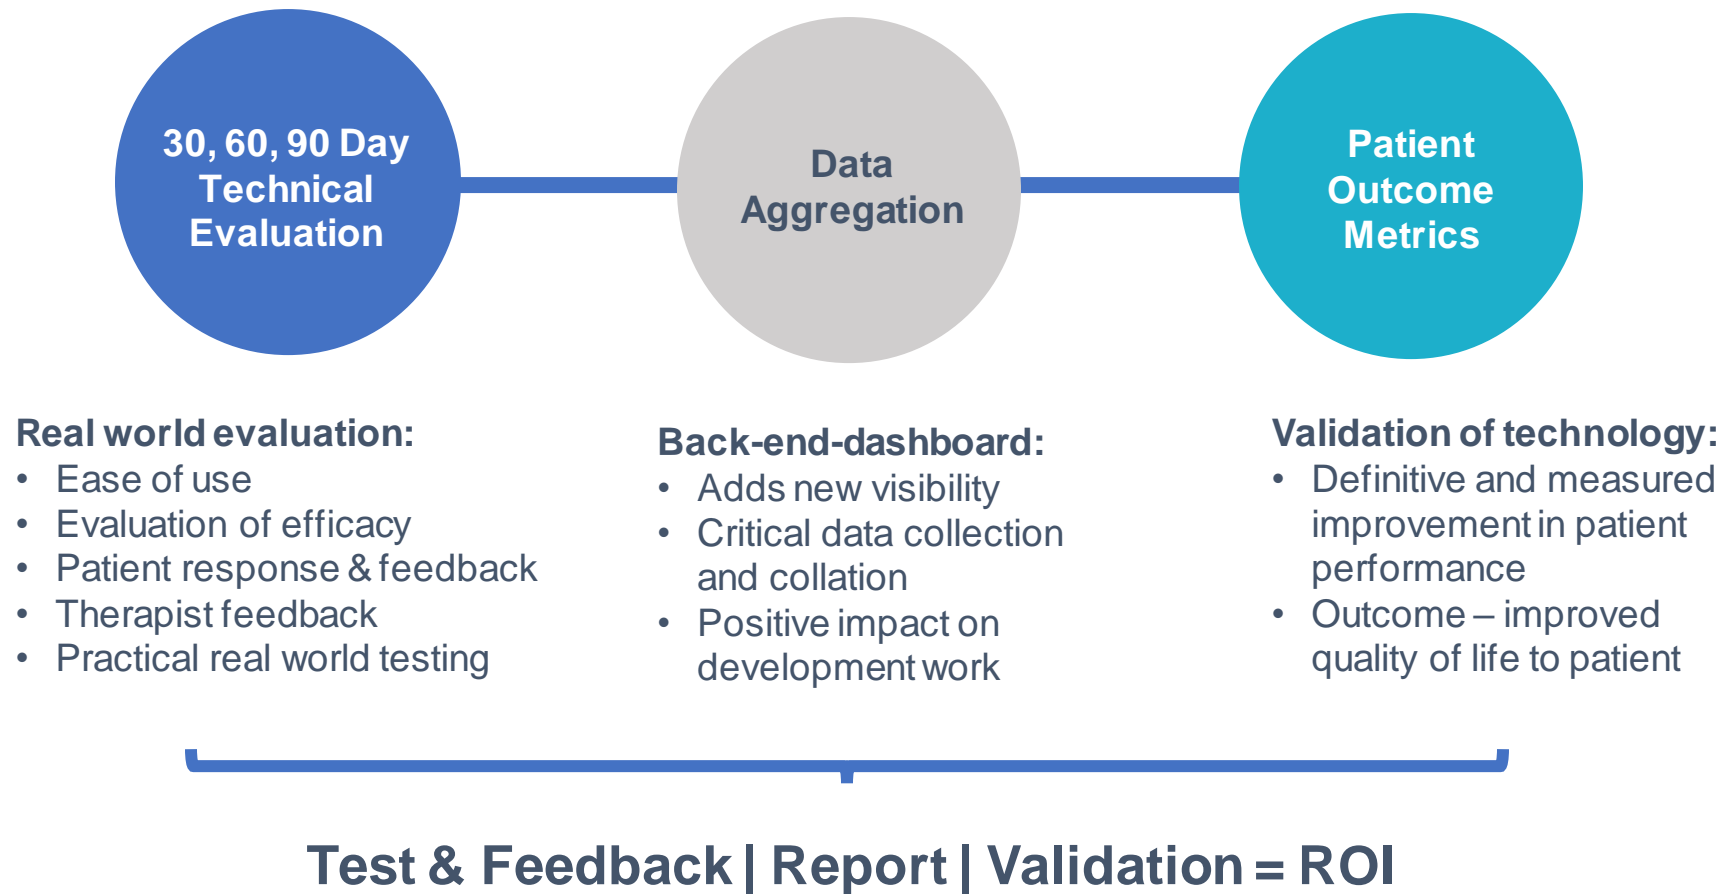 30, 60, 90 Day
Technical
Evaluation
Data
Aggregation
Patient
Outcome
Metrics
Real world evaluation:
• Ease of use
• Evaluation of efficacy
• Patient response & feedback
• Therapist feedback
• Practical real world testing
Back-end-dashboard:
• Adds new visibility
• Critical data collection
and collation
• Positive impact on
development work
Validation of technology:
• Definitive and measured
improvement in patient
performance
• Outcome – improved
quality of life to patient
Test & Feedback | Report | Validation = ROI